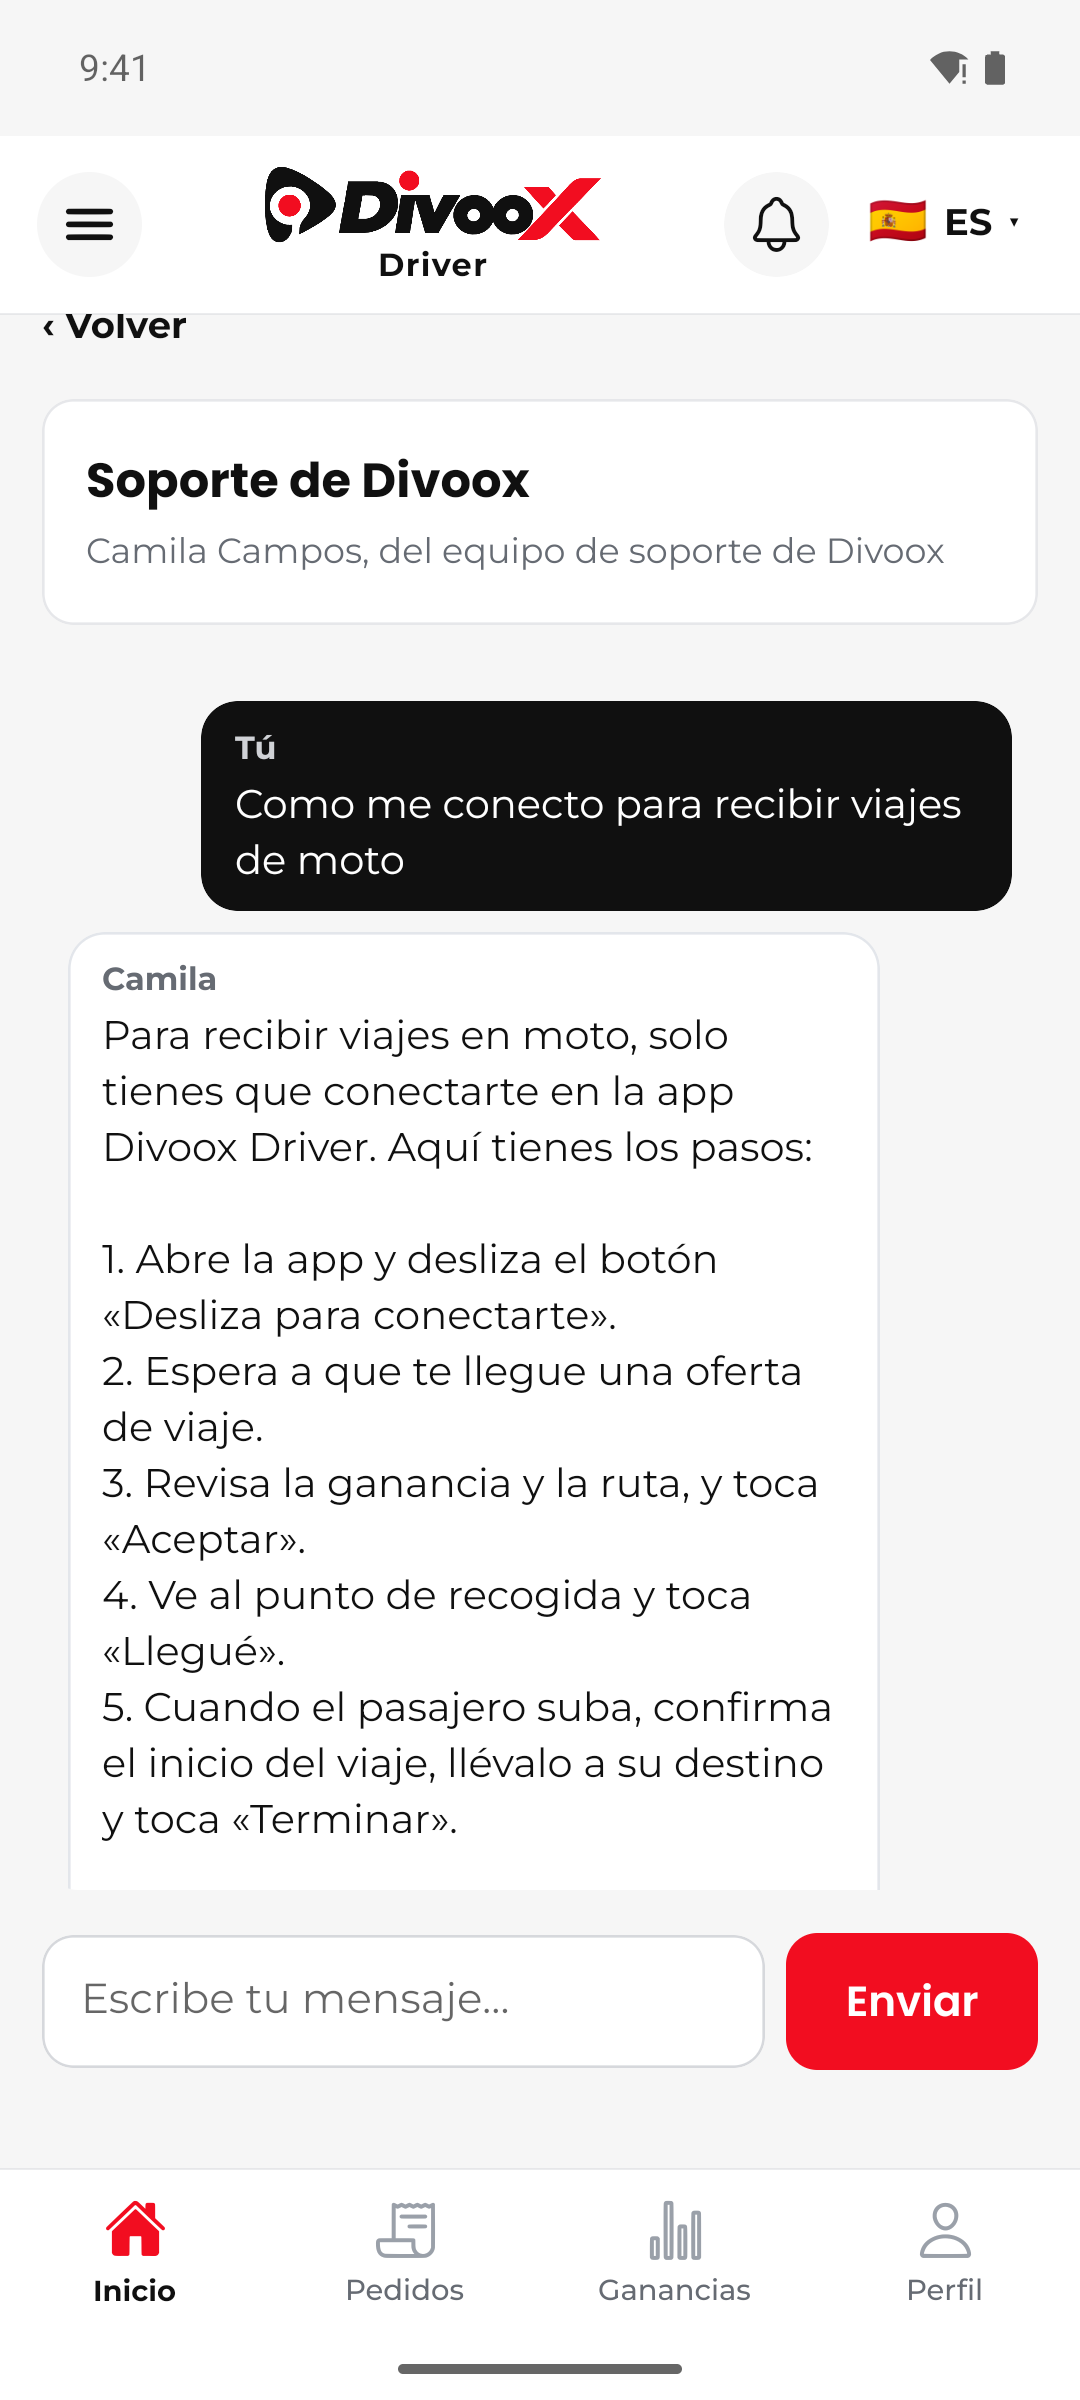 9:41
DivooX
Driver
ES
‹ Volver
Soporte de Divoox
Camila Campos, del equipo de soporte de Divoox
Tú
Como me conecto para recibir viajes
de moto
Camila
Para recibir viajes en moto, solo
tienes que conectarte en la app
Divoox Driver. Aquí tienes los pasos:
1. Abre la app y desliza el botón
«Desliza para conectarte».
2. Espera a que te llegue una oferta
de viaje.
3. Revisa la ganancia y la ruta, y toca
«Aceptar».
4. Ve al punto de recogida y toca
«Llegué».
5. Cuando el pasajero suba, confirma
el inicio del viaje, llévalo a su destino
y toca «Terminar».
Escribe tu mensaje...
Enviar
Inicio
Pedidos
Ganancias
Perfil